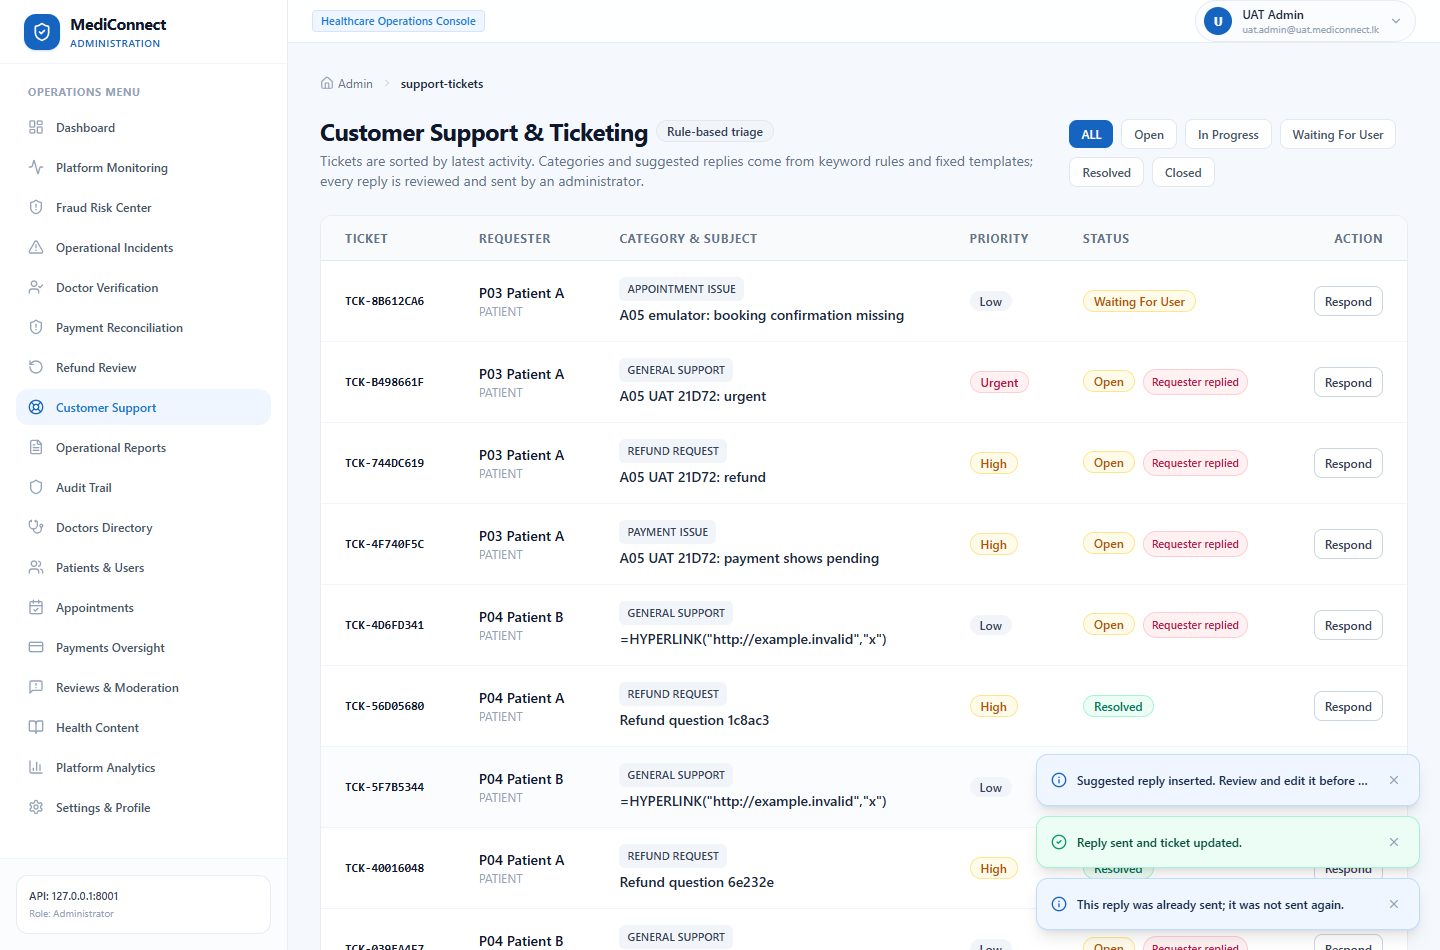 MediConnect
ADMINISTRATION
OPERATIONS MENU
Dashboard
Platform Monitoring
Fraud Risk Center
Operational Incidents
Doctor Verification
Payment Reconciliation
Refund Review
Customer Support
Operational Reports
Audit Trail
Doctors Directory
Patients & Users
Appointments
Payments Oversight
Reviews & Moderation
Health Content
Platform Analytics
Settings & Profile
API: 127.0.0.1:8001
Role: Administrator
Healthcare Operations Console
U
UAT Admin
uat.admin@uat.mediconnect.lk
Admin > support-tickets
Customer Support & Ticketing Rule-based triage
Tickets are sorted by latest activity. Categories and suggested replies come from keyword rules and fixed templates;
every reply is reviewed and sent by an administrator.
ALL Open In Progress Waiting For User
Resolved Closed
TICKET REQUESTER CATEGORY & SUBJECT PRIORITY STATUS ACTION
TCK-8B612CA6 P03 Patient A PATIENT APPOINTMENT ISSUE A05 emulator: booking confirmation missing Low Waiting For User Respond
TCK-B498661F P03 Patient A PATIENT GENERAL SUPPORT A05 UAT 21D72: urgent Urgent Open Requester replied Respond
TCK-744DC619 P03 Patient A PATIENT REFUND REQUEST A05 UAT 21D72: refund High Open Requester replied Respond
TCK-4F740F5C P03 Patient A PATIENT PAYMENT ISSUE A05 UAT 21D72: payment shows pending High Open Requester replied Respond
TCK-4D6FD341 P04 Patient B PATIENT GENERAL SUPPORT =HYPERLINK("http://example.invalid","x") Low Open Requester replied Respond
TCK-56D05680 P04 Patient A PATIENT REFUND REQUEST Refund question 1c8ac3 High Resolved Respond
TCK-5F7B5344 P04 Patient B PATIENT GENERAL SUPPORT =HYPERLINK("http://example.invalid","x") Low
TCK-40016048 P04 Patient A PATIENT REFUND REQUEST Refund question 6e232e High Resolved Respond
P04 Patient B GENERAL SUPPORT Low Open Requester replied Respond
Suggested reply inserted. Review and edit it before ...
Reply sent and ticket updated.
This reply was already sent; it was not sent again.